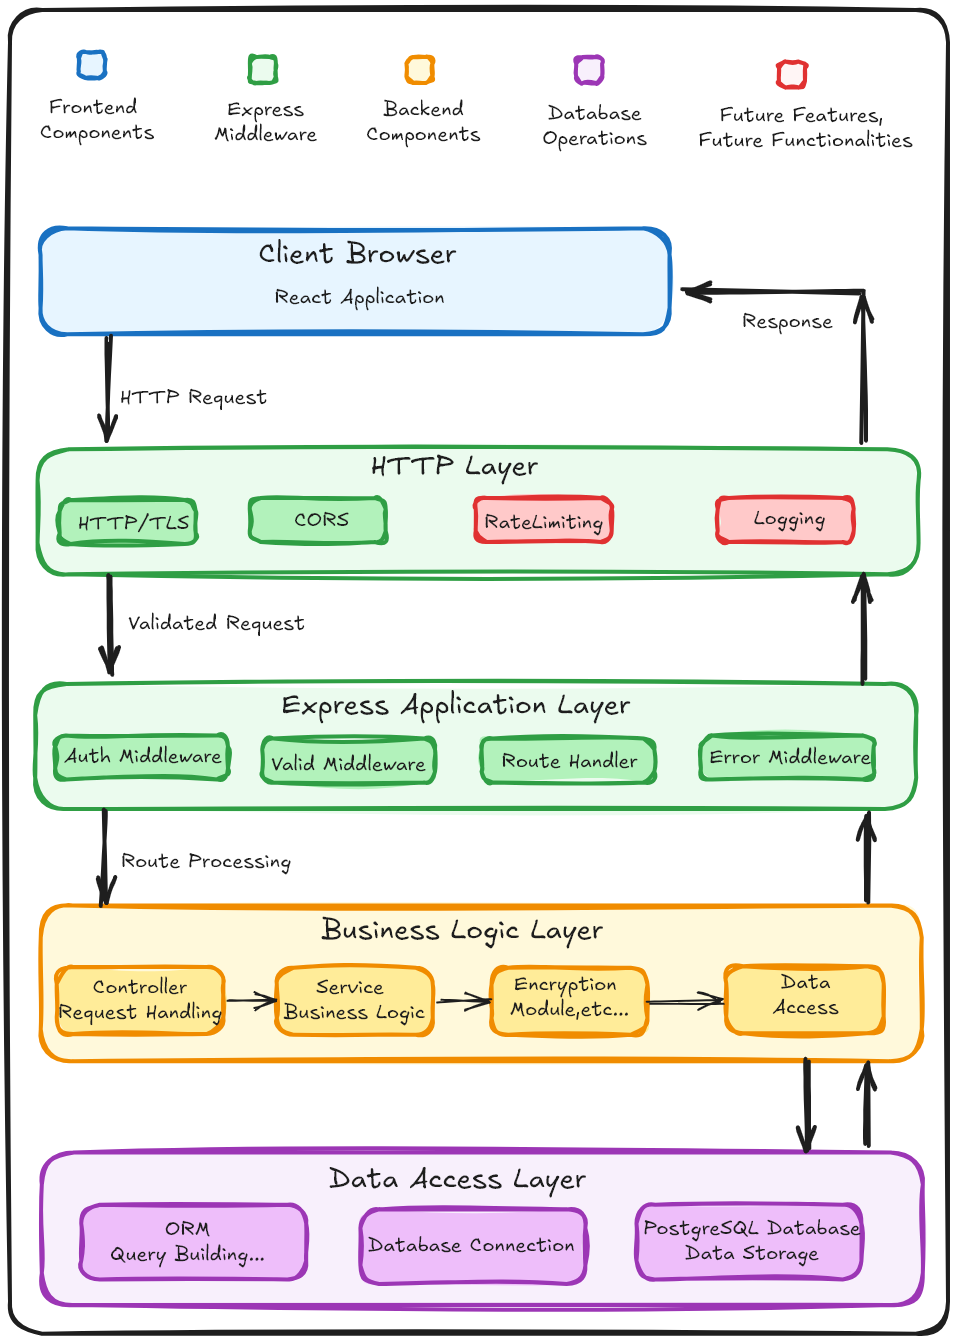 Frontend
Components
Express
Middleware
Backend
Components
Database
Operations
Future Features,
Future Functionalities
Client Browser
React Application
Response
HTTP Request
HTTP Layer
HTTP/TLS
CORS
RateLimiting
Logging
Validated Request
Express Application Layer
Auth Middleware
Valid Middleware
Route Handler
Error Middleware
Route Processing
Business Logic Layer
Controller
Request Handling
Service
Business Logic
Encryption
Module,etc...
Data
Access
Data Access Layer
ORM
Query Building...
Database Connection
PostgreSQL Database
Data Storage